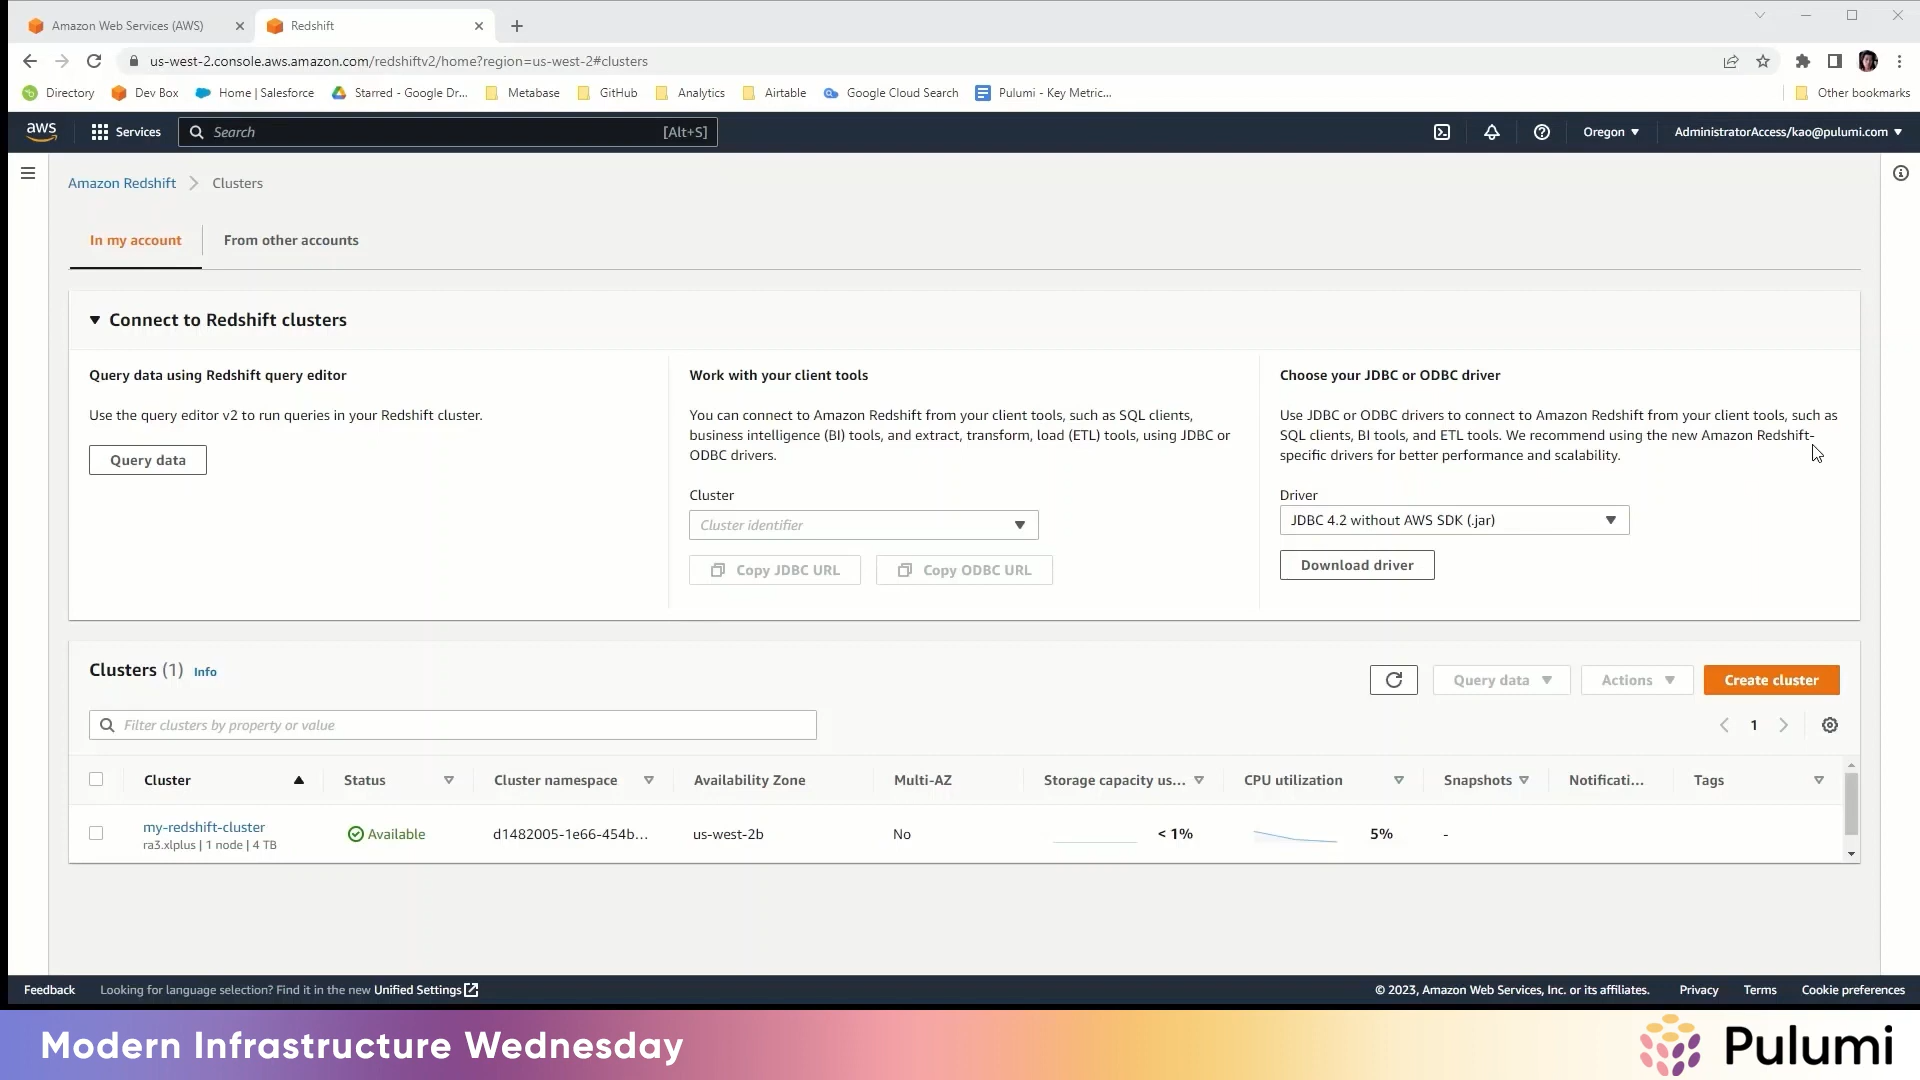 Amazon Web Services (AWS)
Redshift
us-west-2.console.aws.amazon.com/redshiftv2/home?region=us-west-2#clusters
Directory
Dev Box
Home | Salesforce
Starred - Google Dr...
Metabase
GitHub
Analytics
Airtable
Google Cloud Search
Pulumi - Key Metric...
Other bookmarks
aws
Services
Search
[Alt+S]
Oregon
AdministratorAccess/kao@pulumi.com
Amazon Redshift
Clusters
In my account
From other accounts
Connect to Redshift clusters
Query data using Redshift query editor
Use the query editor v2 to run queries in your Redshift cluster.
Query data
Work with your client tools
You can connect to Amazon Redshift from your client tools, such as SQL clients,
business intelligence (BI) tools, and extract, transform, load (ETL) tools, using JDBC or
ODBC drivers.
Cluster
Cluster identifier
Copy JDBC URL
Copy ODBC URL
Choose your JDBC or ODBC driver
Use JDBC or ODBC drivers to connect to Amazon Redshift from your client tools, such as
SQL clients, BI tools, and ETL tools. We recommend using the new Amazon Redshift-
specific drivers for better performance and scalability.
Driver
JDBC 4.2 without AWS SDK (.jar)
Download driver
Clusters (1) Info
Query data
Actions
Create cluster
Filter clusters by property or value
1
Cluster
Status
Cluster namespace
Availability Zone
Multi-AZ
Storage capacity us...
CPU utilization
Snapshots
Notificati...
Tags
my-redshift-cluster
ra3.xlplus | 1 node | 4 TB
Available
d1482005-1e66-454b...
us-west-2b
No
< 1%
5%
-
Feedback
Looking for language selection? Find it in the new Unified Settings
© 2023, Amazon Web Services, Inc. or its affiliates.
Privacy
Terms
Cookie preferences
Modern Infrastructure Wednesday
Pulumi